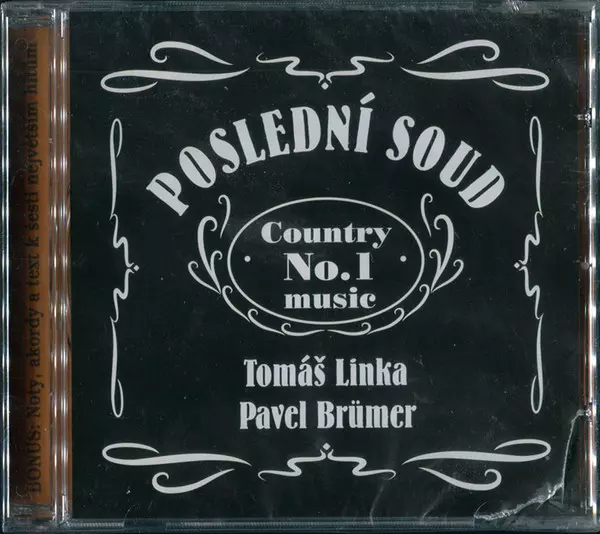 POSLEDNÍ SOUD
Country
No.1
music
Tomáš Linka
Pavel Brümer
BONUS: Noty, akordy a text k šesti největším hitům